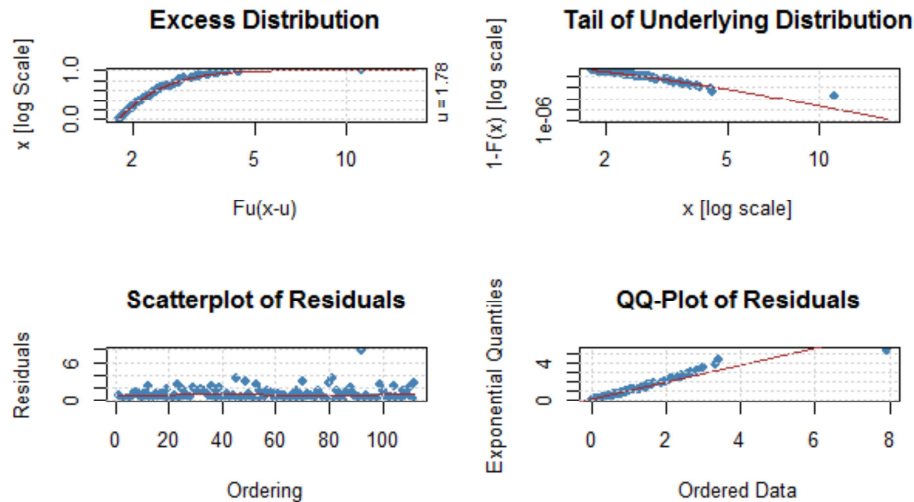 Excess Distribution
x [log Scale]
0.0 1.0
2 5 10
Fu(x-u)
u = 1.78
Tail of Underlying Distribution
1-F(x) [log scale]
1e-06
2 5 10
x [log scale]
Scatterplot of Residuals
Residuals
0 6
0 20 40 60 80 100
Ordering
QQ-Plot of Residuals
Exponential Quantiles
0 4
0 2 4 6 8
Ordered Data